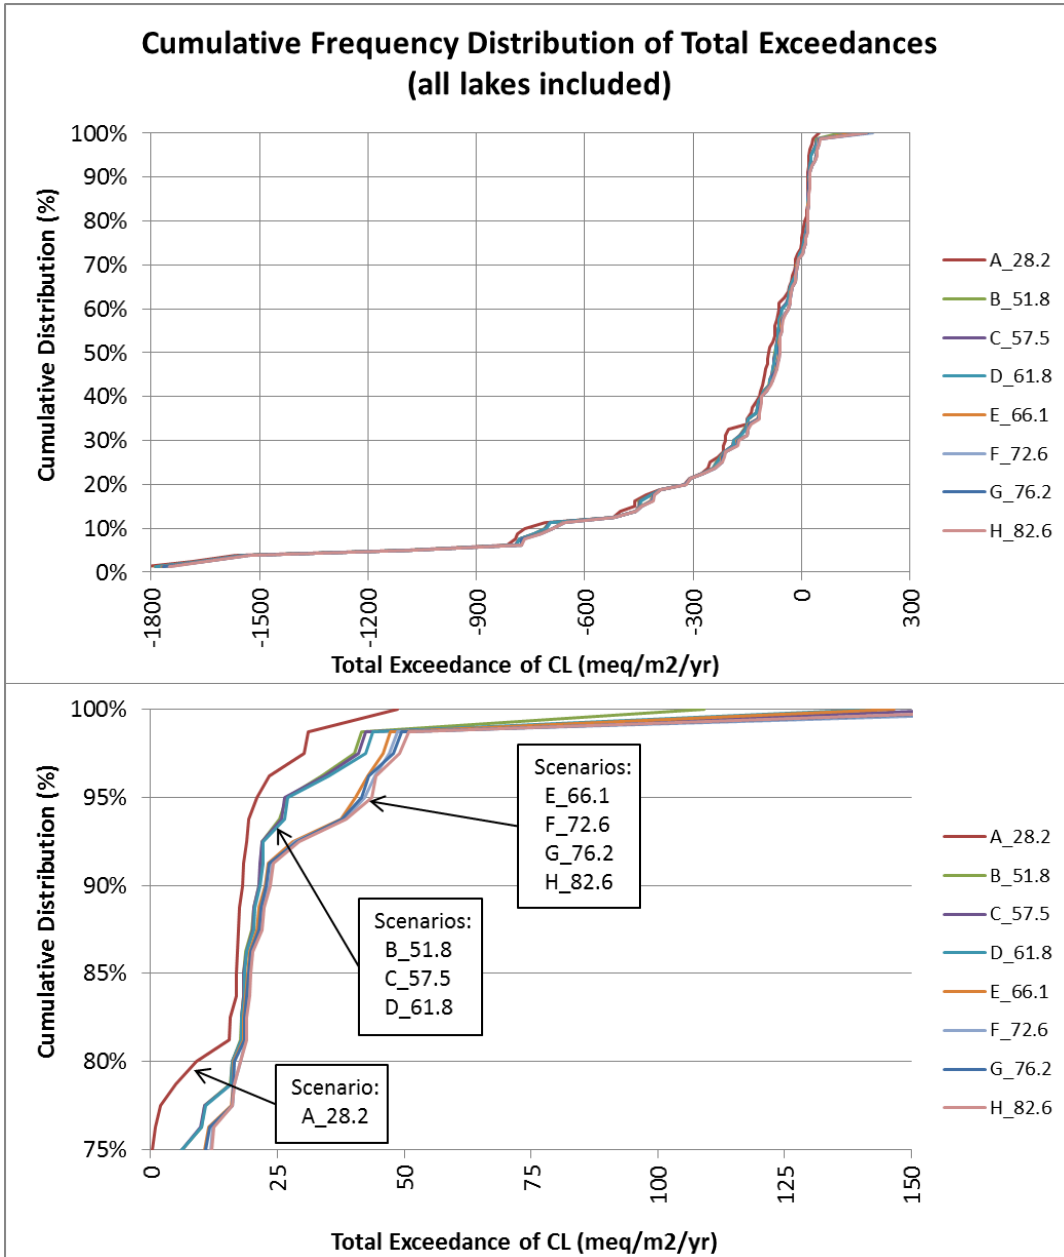 Cumulative Frequency Distribution of Total Exceedances
(all lakes included)
Cumulative Distribution (%)
100%
90%
80%
70%
60%
50%
40%
30%
20%
10%
0%
-1800
-1500
-1200
-900
-600
-300
0
300
Total Exceedance of CL (meq/m2/yr)
A_28.2
B_51.8
C_57.5
D_61.8
E_66.1
F_72.6
G_76.2
H_82.6
Cumulative Distribution (%)
100%
95%
90%
85%
80%
75%
Scenarios:
E_66.1
F_72.6
G_76.2
H_82.6
Scenarios:
B_51.8
C_57.5
D_61.8
Scenario:
A_28.2
0
25
50
75
100
125
150
Total Exceedance of CL (meq/m2/yr)
A_28.2
B_51.8
C_57.5
D_61.8
E_66.1
F_72.6
G_76.2
H_82.6